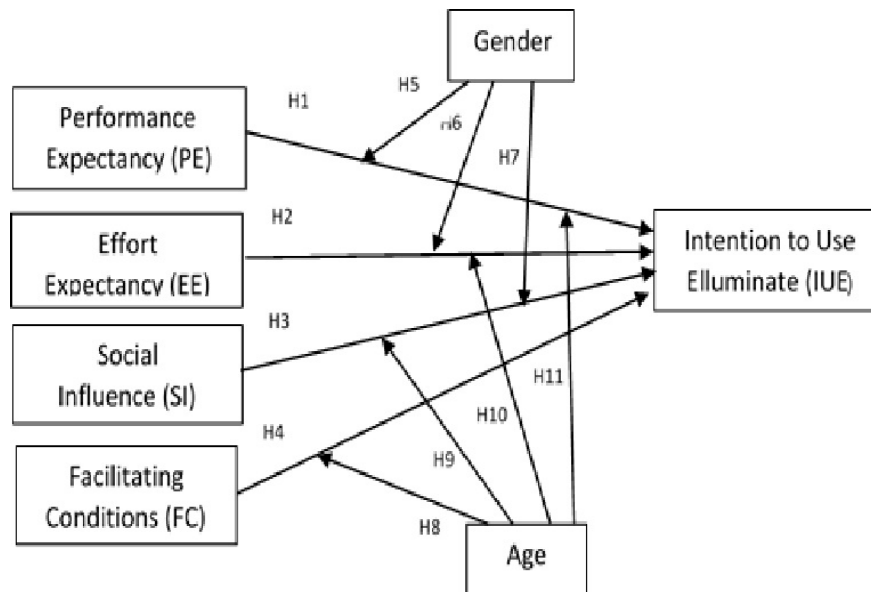 Gender
H5
H1
Performance
Expectancy (PE)
H7
H2
Effort
Expectancy (EE)
Intention to Use
Elluminate (IUE)
H3
Social
Influence (SI)
H11
H10
H4
H9
Facilitating
Conditions (FC)
H8
Age